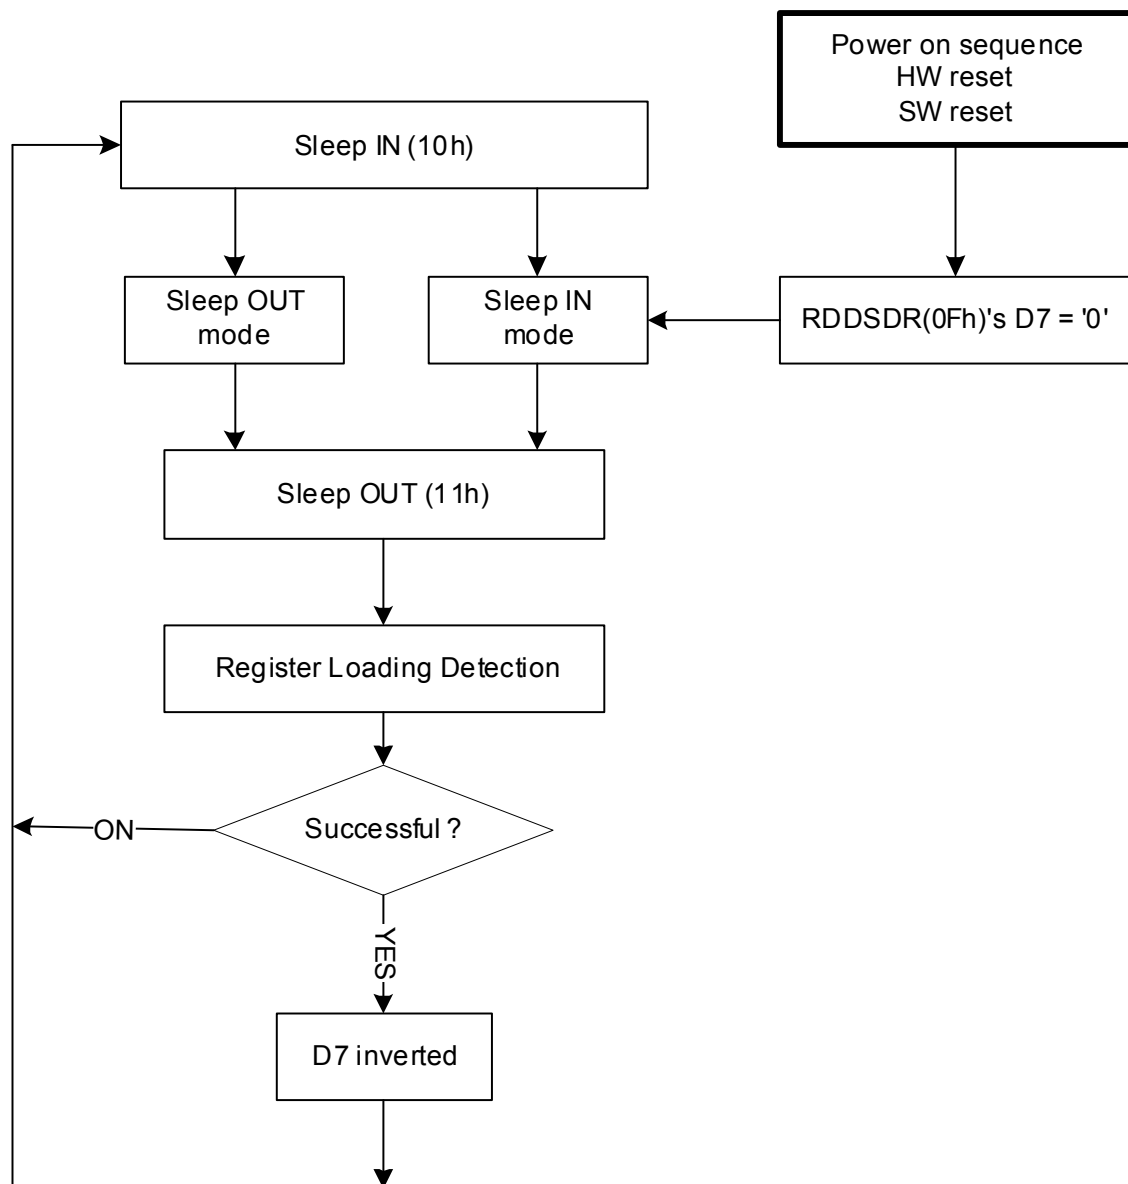 Power on sequence
HW reset
SW reset
Sleep IN (10h)
Sleep OUT
mode
Sleep IN
mode
RDDSDR(0Fh)'s D7 = '0'
Sleep OUT (11h)
Register Loading Detection
Successful ?
ON
YES
D7 inverted